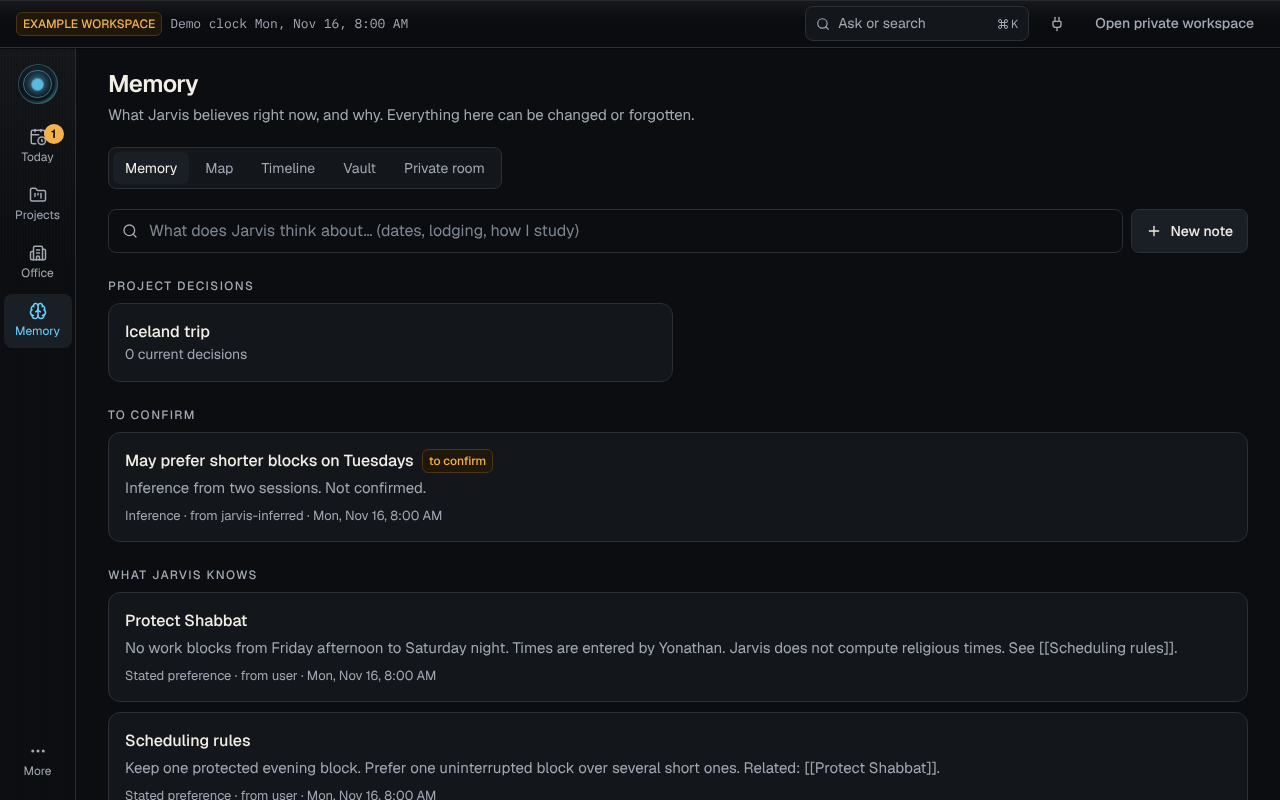 EXAMPLE WORKSPACE Demo clock Mon, Nov 16, 8:00 AM
Ask or search ⌘K
Open private workspace
1
Today
Projects
Office
Memory
More
Memory
What Jarvis believes right now, and why. Everything here can be changed or forgotten.
Memory Map Timeline Vault Private room
What does Jarvis think about... (dates, lodging, how I study)
+ New note
PROJECT DECISIONS
Iceland trip
0 current decisions
TO CONFIRM
May prefer shorter blocks on Tuesdays to confirm
Inference from two sessions. Not confirmed.
Inference · from jarvis-inferred · Mon, Nov 16, 8:00 AM
WHAT JARVIS KNOWS
Protect Shabbat
No work blocks from Friday afternoon to Saturday night. Times are entered by Yonathan. Jarvis does not compute religious times. See [[Scheduling rules]].
Stated preference · from user · Mon, Nov 16, 8:00 AM
Scheduling rules
Keep one protected evening block. Prefer one uninterrupted block over several short ones. Related: [[Protect Shabbat]].
Stated preference · from user · Mon, Nov 16, 8:00 AM